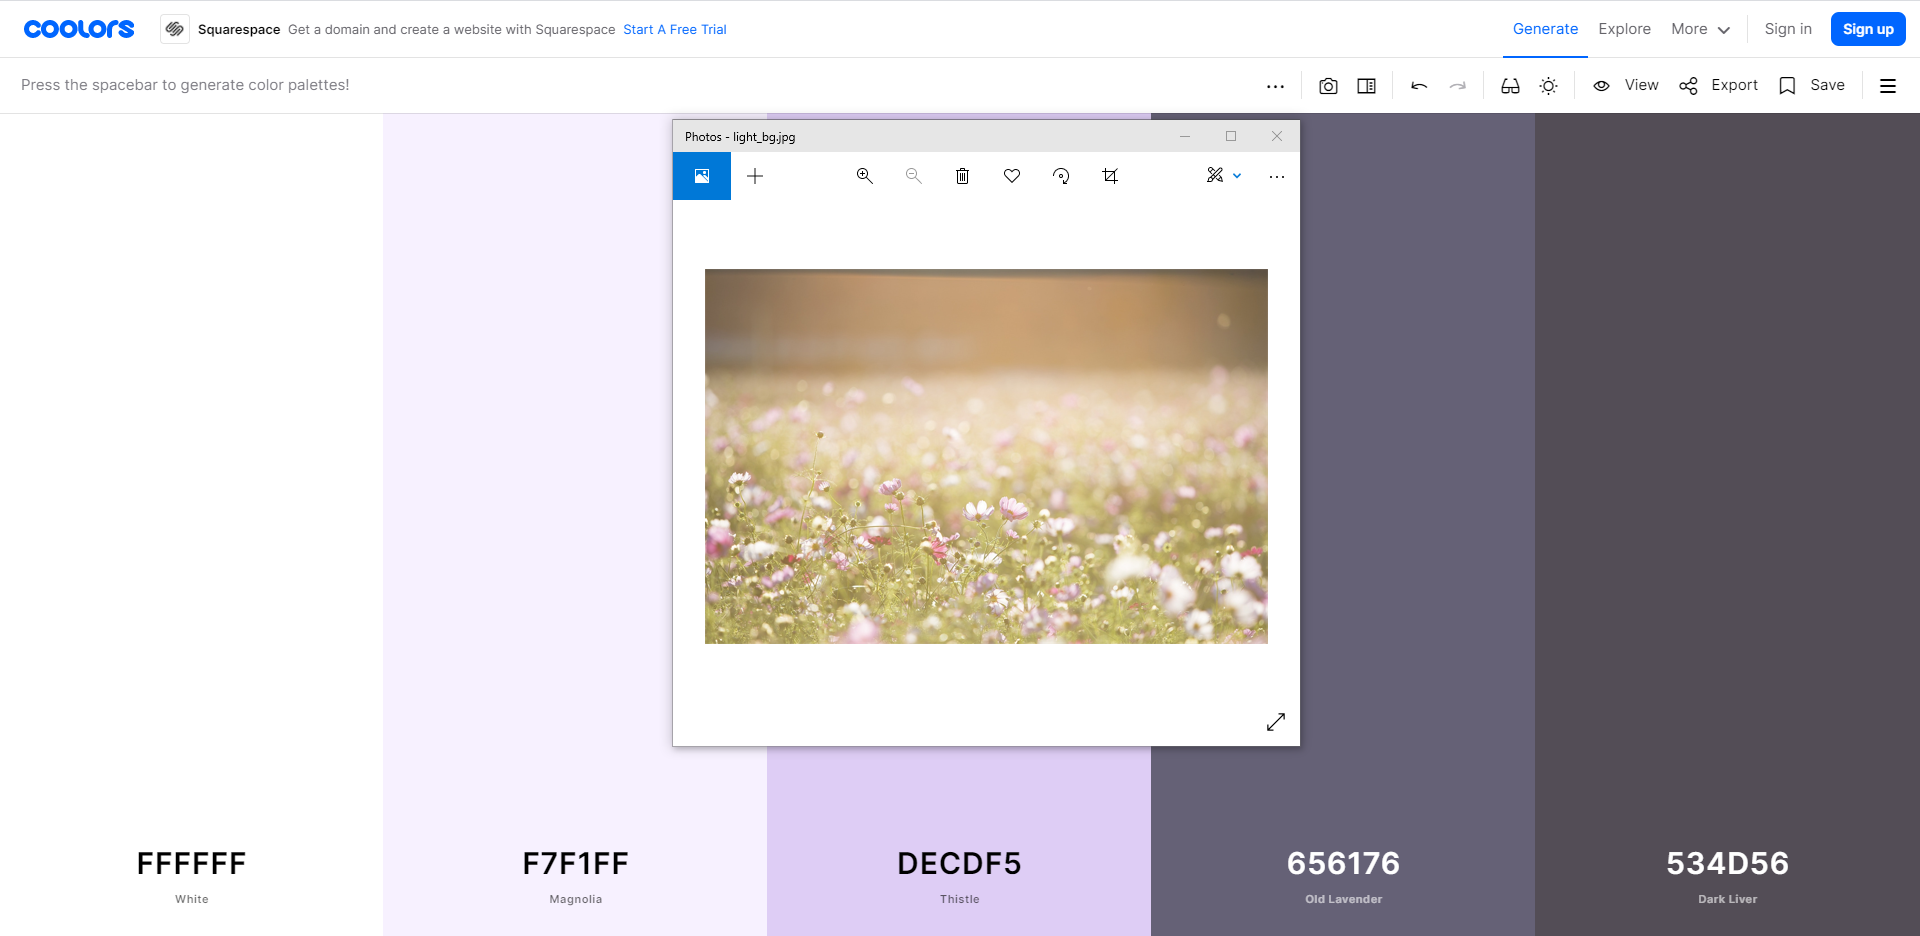 coolors
Squarespace Get a domain and create a website with Squarespace Start A Free Trial
Generate Explore More Sign in Sign up
Press the spacebar to generate color palettes!
View Export Save
Photos - light_bg.jpg
FFFFFF
White
F7F1FF
Magnolia
DECDF5
Thistle
656176
Old Lavender
534D56
Dark Liver